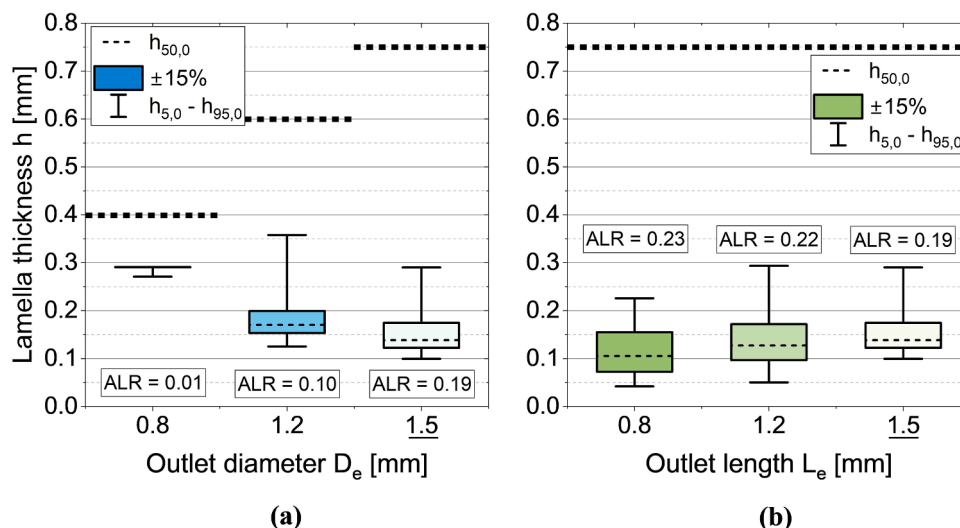 Lamella thickness h [mm]
0.8
0.7
0.6
0.5
0.4
0.3
0.2
0.1
0.0
h50,0
±15%
h5,0 - h95,0
ALR = 0.01
ALR = 0.10
ALR = 0.19
0.8 1.2 1.5
Outlet diameter De [mm]
(a)
0.8
0.7
0.6
0.5
0.4
0.3
0.2
0.1
0.0
h50,0
±15%
h5,0 - h95,0
ALR = 0.23
ALR = 0.22
ALR = 0.19
0.8 1.2 1.5
Outlet length Le [mm]
(b)